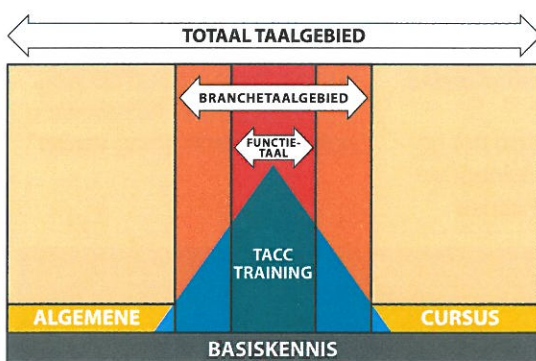 TOTAAL TAALGEBIED
BRANCHETAALGEBIED
FUNCTIE-
TAAL
TACC
TRAINING
ALGEMENE
CURSUS
BASISKENNIS